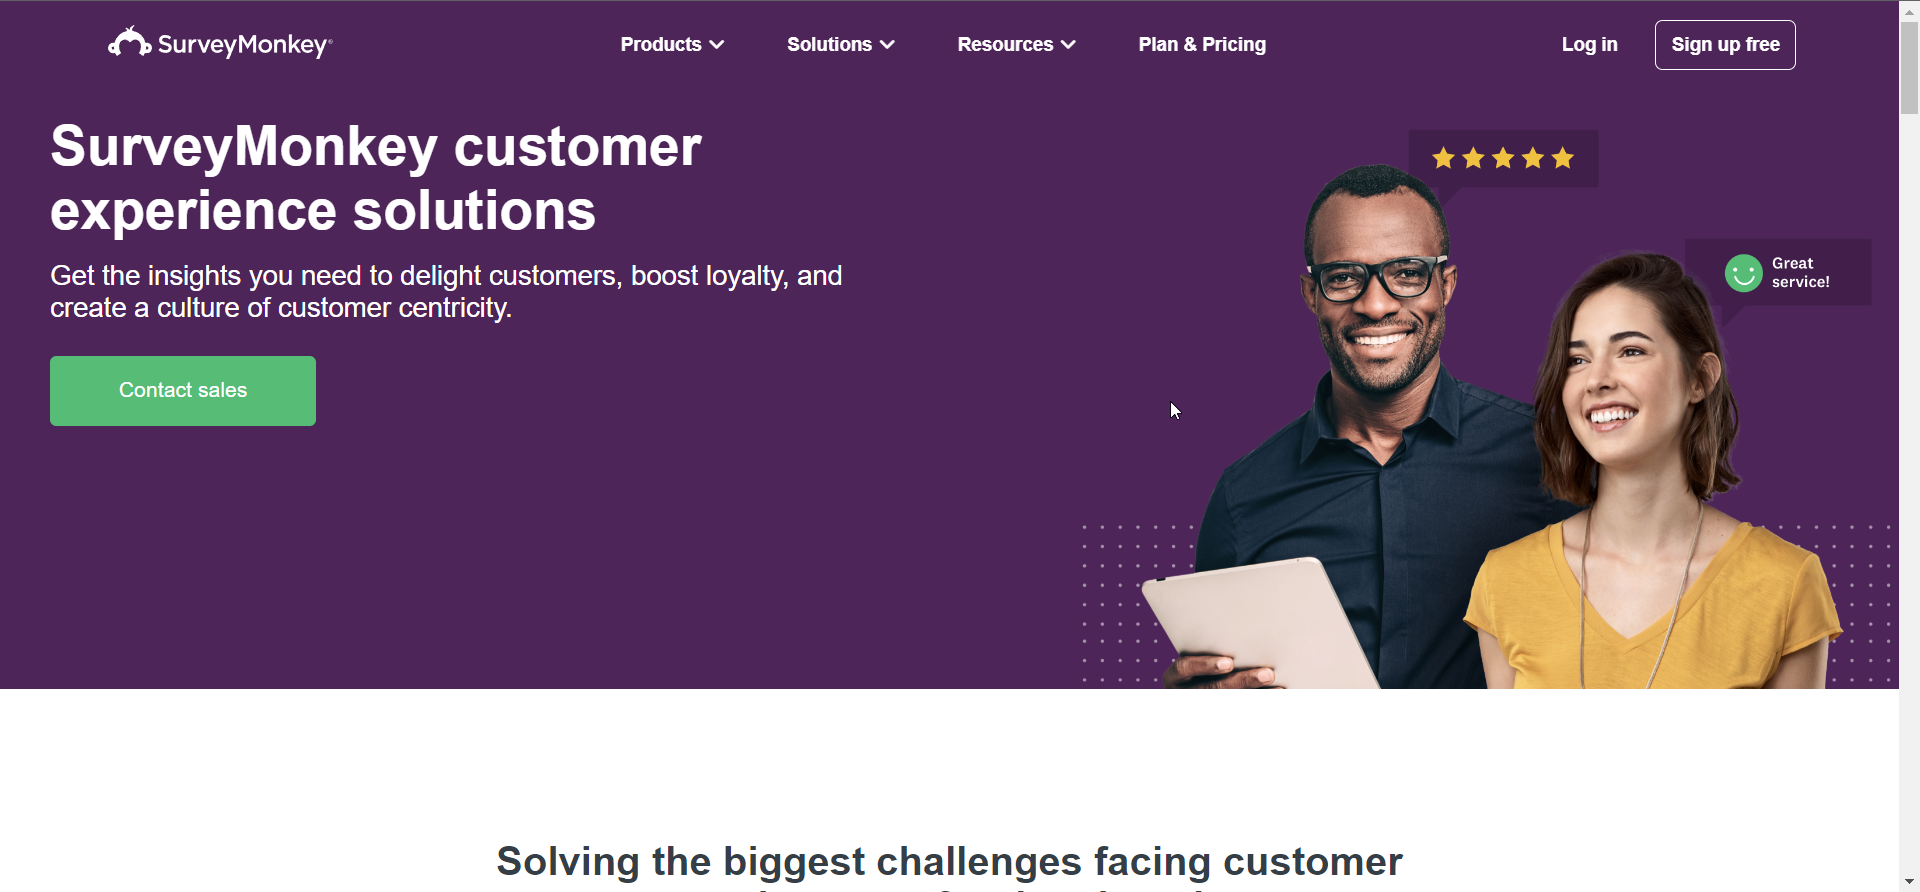 SurveyMonkey
Products
Solutions
Resources
Plan & Pricing
Log in
Sign up free
SurveyMonkey customer
experience solutions
Get the insights you need to delight customers, boost loyalty, and
create a culture of customer centricity.
Contact sales
Great
service!
Solving the biggest challenges facing customer